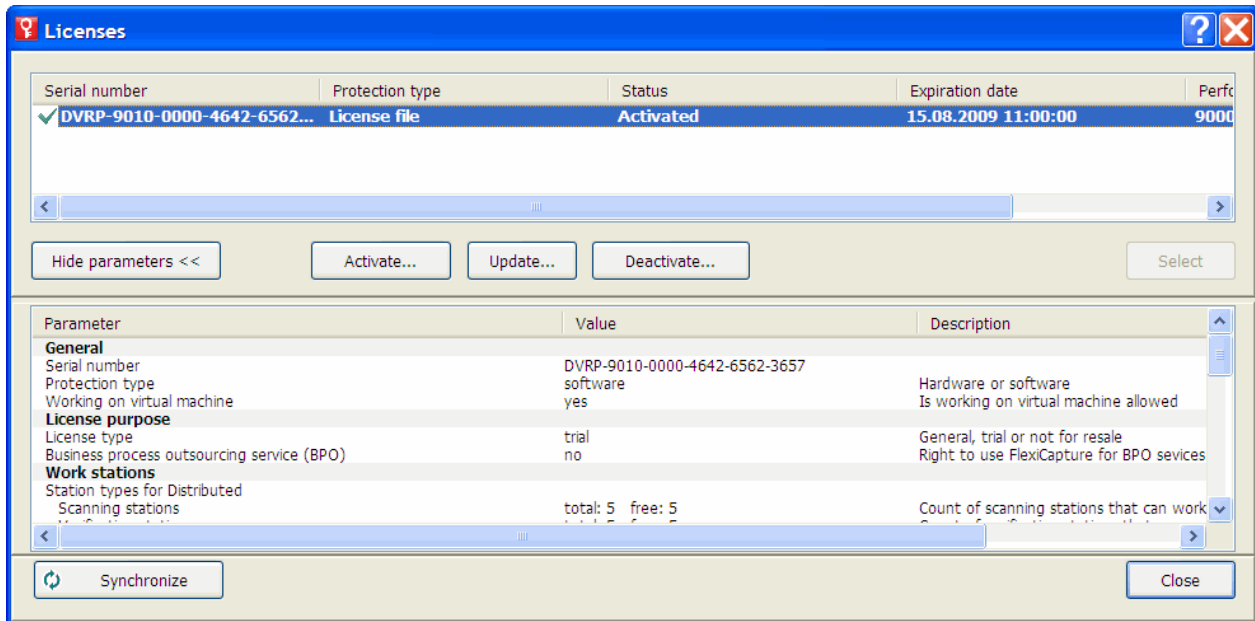 Licenses
Serial number Protection type Status Expiration date Perfc
DVRP-9010-0000-4642-6562... License file Activated 15.08.2009 11:00:00 9000
Hide parameters << Activate... Update... Deactivate... Select
Parameter Value Description
General
Serial number DVRP-9010-0000-4642-6562-3657
Protection type software Hardware or software
Working on virtual machine yes Is working on virtual machine allowed
License purpose
License type trial General, trial or not for resale
Business process outsourcing service (BPO) no Right to use FlexiCapture for BPO sevices
Work stations
Station types for Distributed
Scanning stations total: 5 free: 5 Count of scanning stations that can work
Synchronize Close